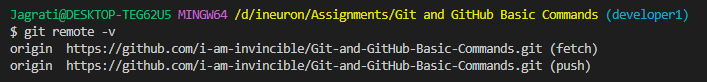 Jagrati@DESKTOP-TEG62U5 MINGW64 /d/ineuron/Assignments/Git and GitHub Basic Commands (developer1)
$ git remote -v
origin  https://github.com/i-am-invincible/Git-and-GitHub-Basic-Commands.git (fetch)
origin  https://github.com/i-am-invincible/Git-and-GitHub-Basic-Commands.git (push)